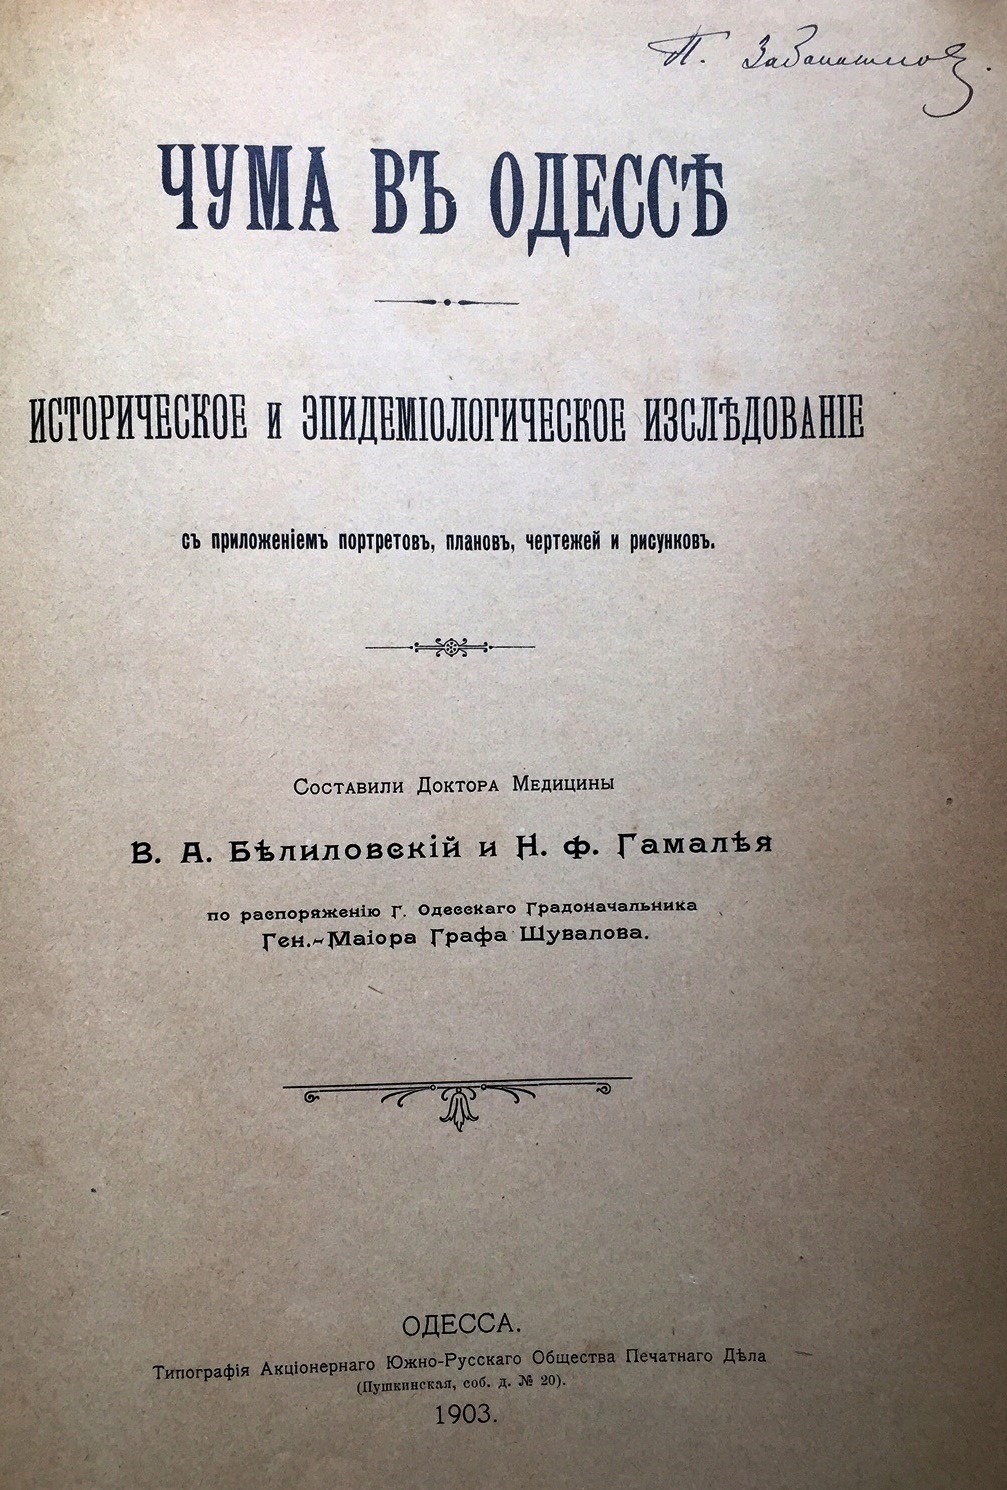 П.
ЧУМА ВЪ ОДЕССѢ
ИСТОРИЧЕСКОЕ и ЭПИДЕМІОЛОГИЧЕСКОЕ ИЗСЛѢДОВАНІЕ
съ приложеніемъ портретовъ, плановъ, чертежей и рисунковъ.
Составили Доктора Медицины
В. А. Бѣлиловскій и Н. Ф. Гамалѣя
по распоряженію Г. Одесскаго Градоначальника
Ген.-Маіора Графа Шувалова.
ОДЕССА.
Типографія Акціонернаго Южно-Русскаго Общества Печатнаго Дѣла
(Пушкинская, соб. д. № 20).
1903.